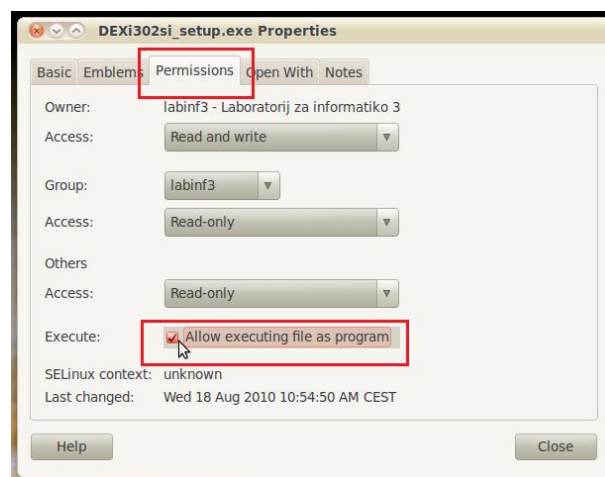 DEXi302si_setup.exe Properties
Basic Emblems Permissions Open With Notes
Owner: labinf3 - Laboratorij za informatiko 3
Access: Read and write
Group: labinf3
Access: Read-only
Others
Access: Read-only
Execute: Allow executing file as program
SELinux context: unknown
Last changed: Wed 18 Aug 2010 10:54:50 AM CEST
Help Close